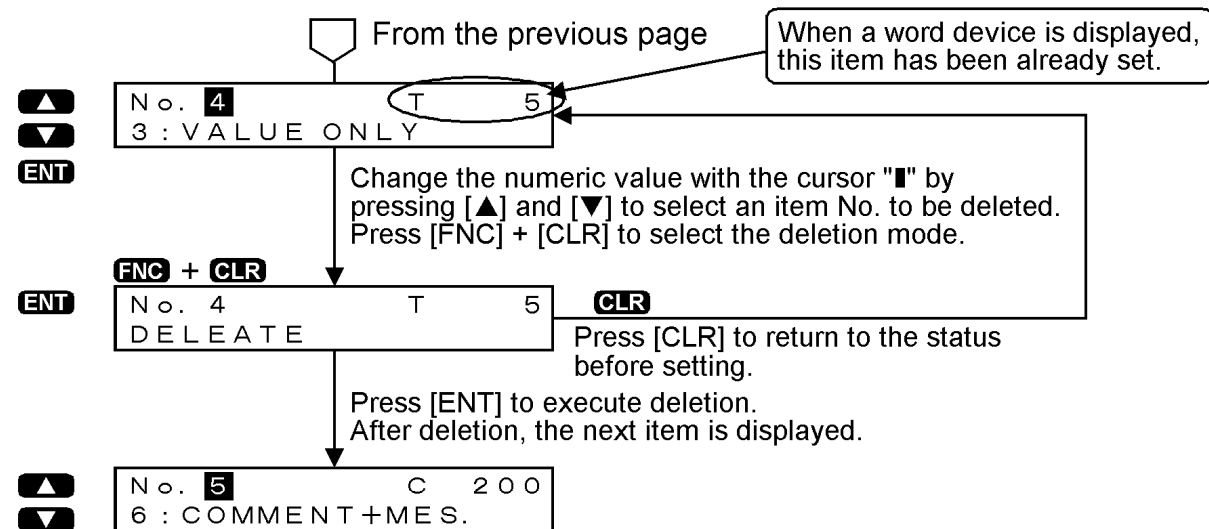 From the previous page
When a word device is displayed,
this item has been already set.
▲
No. 4 T 5
▼
3:VALUE ONLY
ENT
Change the numeric value with the cursor "▮" by
pressing [▲] and [▼] to select an item No. to be deleted.
Press [FNC] + [CLR] to select the deletion mode.
FNC + CLR
ENT
No. 4 T 5
DELEATE
CLR
Press [CLR] to return to the status
before setting.
Press [ENT] to execute deletion.
After deletion, the next item is displayed.
▲
No. 5 C 200
▼
6:COMMENT+MES.